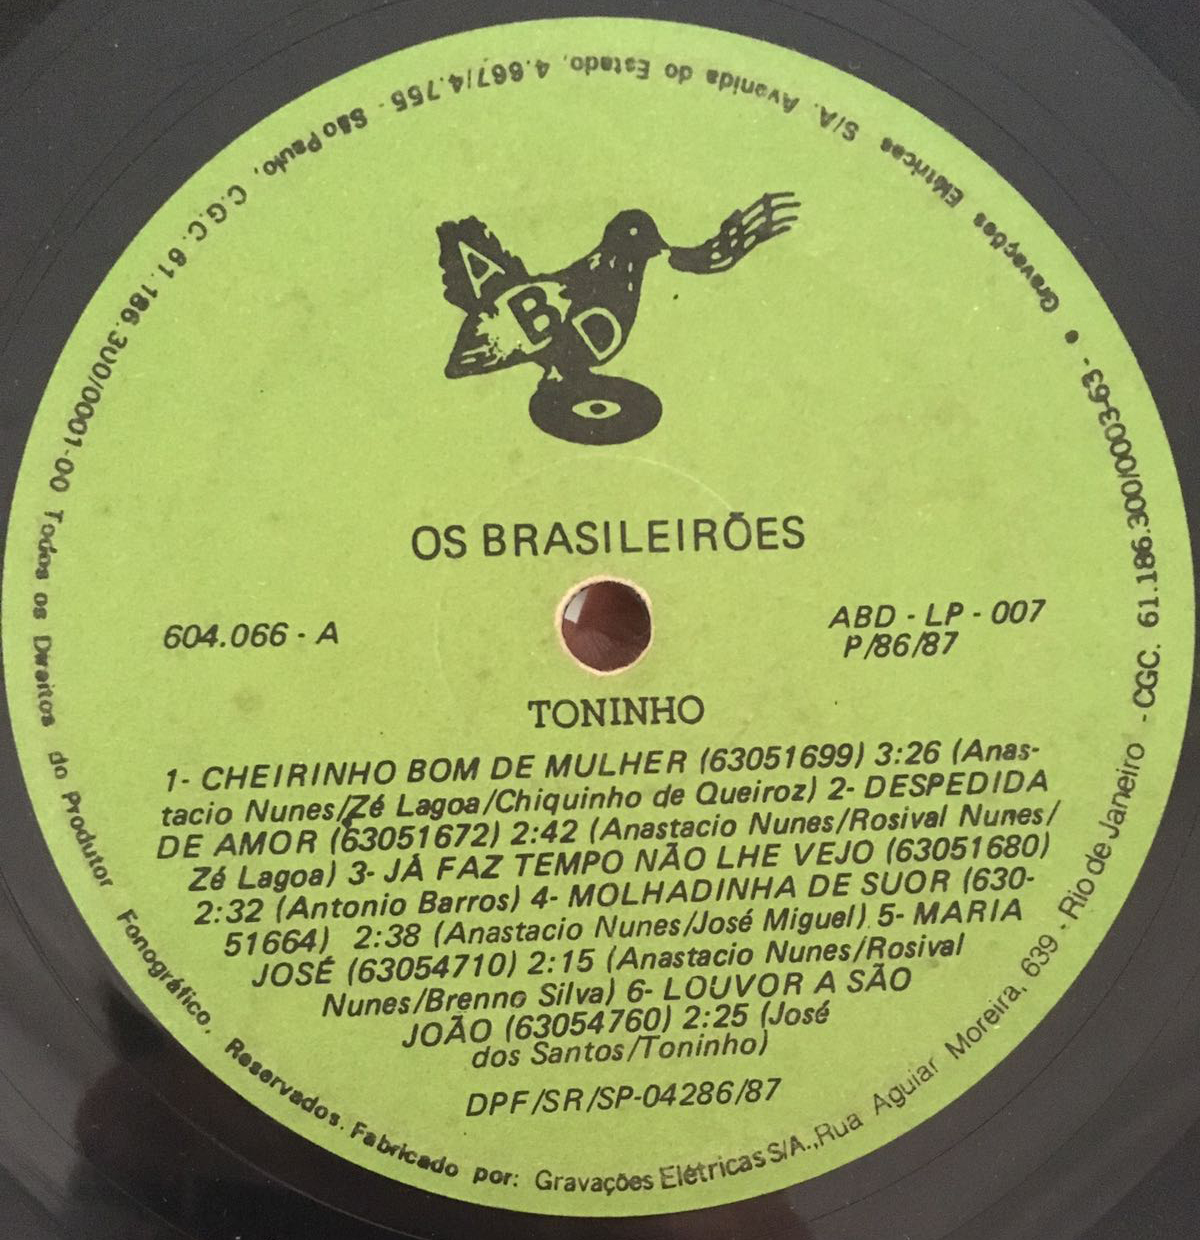 A
B
D
OS BRASILEIRÕES
604.066 - A
ABD - LP - 007
P/86/87
TONINHO
1- CHEIRINHO BOM DE MULHER (63051699) 3:26 (Anas-
tacio Nunes/Zé Lagoa/Chiquinho de Queiroz) 2- DESPEDIDA
DE AMOR (63051672) 2:42 (Anastacio Nunes/Rosival Nunes/
Zé Lagoa) 3- JÁ FAZ TEMPO NÃO LHE VEJO (63051680)
2:32 (Antonio Barros) 4- MOLHADINHA DE SUOR (630-
51664) 2:38 (Anastacio Nunes/José Miguel) 5- MARIA
JOSÉ (63054710) 2:15 (Anastacio Nunes/Rosival
Nunes/Brenno Silva) 6- LOUVOR A SÃO
JOÃO (63054760) 2:25 (José
dos Santos/Toninho)
DPF/SR/SP-04286/87
Todos os Direitos do Produtor Fonográfico. Reservados. Fabricado por: Gravações Elétricas S/A.,Rua Aguiar Moreira, 639 - Rio de Janeiro - CGC. 61.186.300/0003-63 - • Gravações Elétricas S/A. Avenida do Estado, 4.667/4.755 - São Paulo, C.G.C. 61.186.300/0001-00